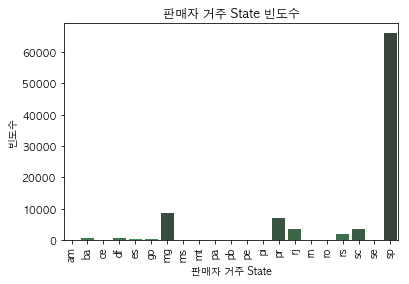 판매자 거주 State 빈도수
60000
50000
40000
30000
20000
10000
0
빈도수
am
ba
ce
df
es
go
mg
ms
mt
pa
pb
pe
pi
pr
rj
rn
ro
rs
sc
se
sp
판매자 거주 State